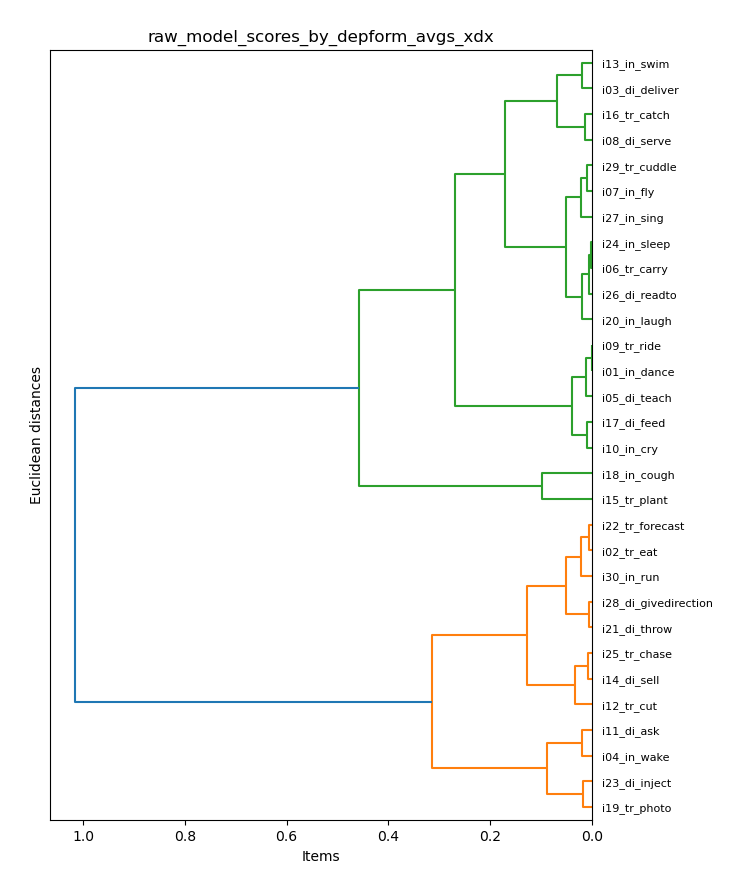 raw_model_scores_by_depform_avgs_xdx
i13_in_swim
i03_di_deliver
i16_tr_catch
i08_di_serve
i29_tr_cuddle
i07_in_fly
i27_in_sing
i24_in_sleep
i06_tr_carry
i26_di_readto
i20_in_laugh
i09_tr_ride
i01_in_dance
i05_di_teach
i17_di_feed
i10_in_cry
i18_in_cough
i15_tr_plant
i22_tr_forecast
i02_tr_eat
i30_in_run
i28_di_givedirection
i21_di_throw
i25_tr_chase
i14_di_sell
i12_tr_cut
i11_di_ask
i04_in_wake
i23_di_inject
i19_tr_photo
Euclidean distances
1.0 0.8 0.6 0.4 0.2 0.0
Items